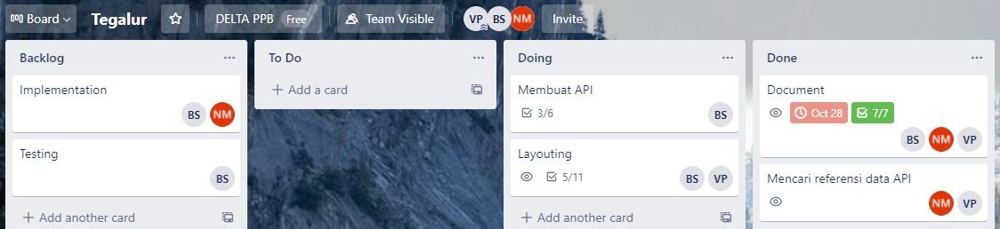 Board Tegalur DELTA PPB Free Team Visible VP BS NM Invite
Backlog
Implementation
BS NM
Testing
BS
+ Add another card
To Do
+ Add a card
Doing
Membuat API
3/6 BS
Layouting
5/11 BS VP
+ Add another card
Done
Document
Oct 28 7/7
BS NM VP
Mencari referensi data API
NM VP